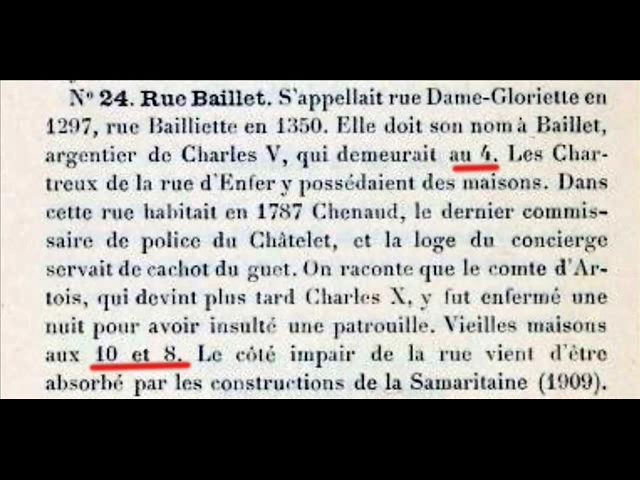 N° 24. Rue Baillet. S'appellait rue Dame-Gloriette en
1297, rue Bailliette en 1350. Elle doit son nom à Baillet,
argentier de Charles V, qui demeurait au 4. Les Char-
treux de la rue d'Enfer y possédaient des maisons. Dans
cette rue habitait en 1787 Chenaud, le dernier commis-
saire de police du Châtelet, et la loge du concierge
servait de cachot du guet. On raconte que le comte d'Ar-
tois, qui devint plus tard Charles X, y fut enfermé une
nuit pour avoir insulté une patrouille. Vieilles maisons
aux 10 et 8. Le côté impair de la rue vient d'être
absorbé par les constructions de la Samaritaine (1909).